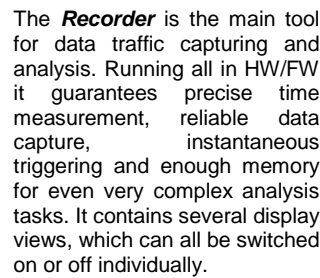 The Recorder is the main tool
for data traffic capturing and
analysis. Running all in HW/FW
it guarantees precise time
measurement, reliable data
capture, instantaneous
triggering and enough memory
for even very complex analysis
tasks. It contains several display
views, which can all be switched
on or off individually.